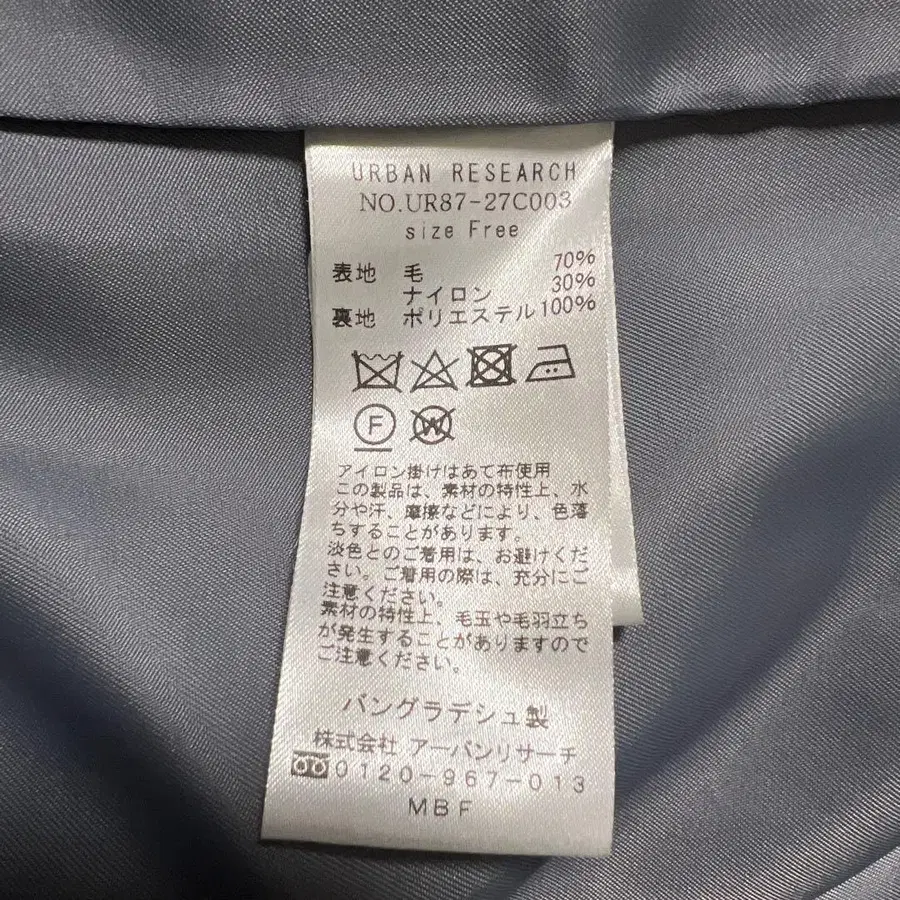 URBAN RESEARCH
NO.UR87-27C003
size Free
表地 毛 70%
ナイロン 30%
裏地 ポリエステル 100%
F
W
アイロン掛けはあて布使用
この製品は、素材の特性上、水
分や汗、摩擦などにより、色落
ちすることがあります。
淡色とのご着用は、お避けくだ
さい。ご着用の際は、充分にご
注意ください。
素材の特性上、毛玉や毛羽立ち
が発生することがありますので
ご注意ください。
バングラデシュ製
株式会社 アーバンリサーチ
0120-967-013
MBF